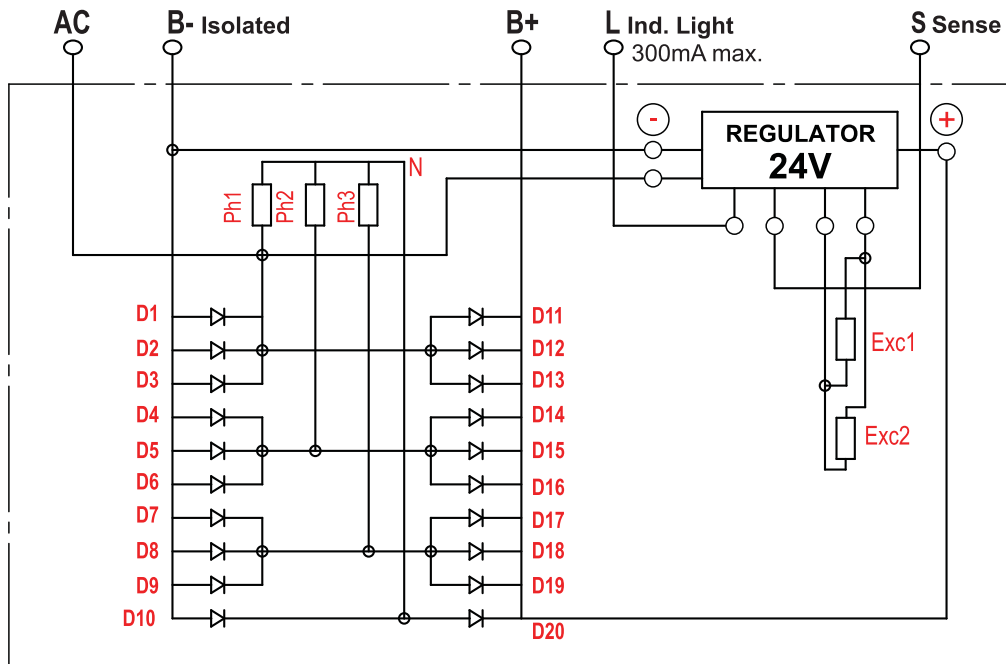 AC
B- Isolated
B+
L Ind. Light
300mA max.
S Sense
-
+
REGULATOR
24V
N
Ph1
Ph2
Ph3
D1
D11
D2
D12
Exc1
D3
D13
D4
D14
Exc2
D5
D15
D6
D16
D7
D17
D8
D18
D9
D19
D10
D20